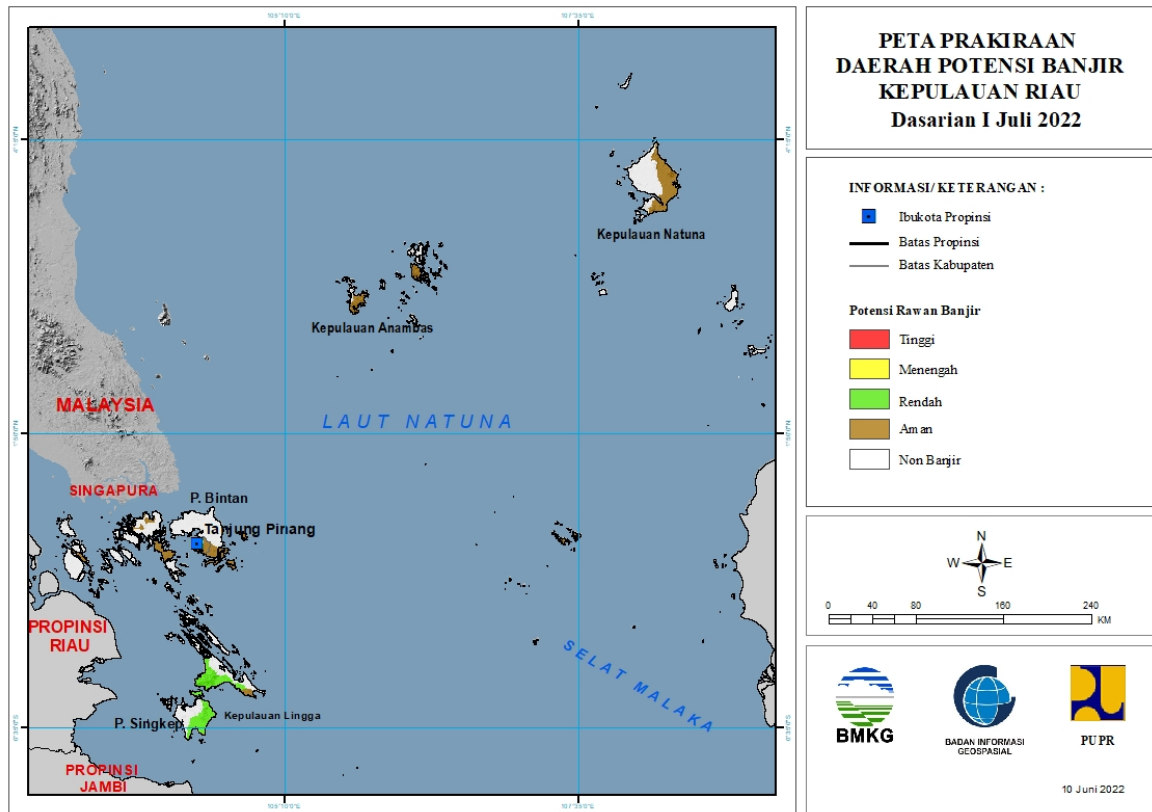 PETA PRAKIRAAN
DAERAH POTENSI BANJIR
KEPULAUAN RIAU
Dasarian I Juli 2022
INFORMASI/ KETERANGAN :
Ibukota Propinsi
Batas Propinsi
Batas Kabupaten
Potensi Rawan Banjir
Tinggi
Menengah
Rendah
Aman
Non Banjir
N
W E
S
0 40 80 160 240
KM
BMKG
BADAN INFORMASI
GEOSPASIAL
PUPR
10 Juni 2022
Kepulauan Natuna
Kepulauan Anambas
MALAYSIA
LAUT NATUNA
SINGAPURA
P. Bintan
Tanjung Pinang
PROPINSI
RIAU
SELAT MALAKA
P. Singkep
Kepulauan Lingga
PROPINSI
JAMBI